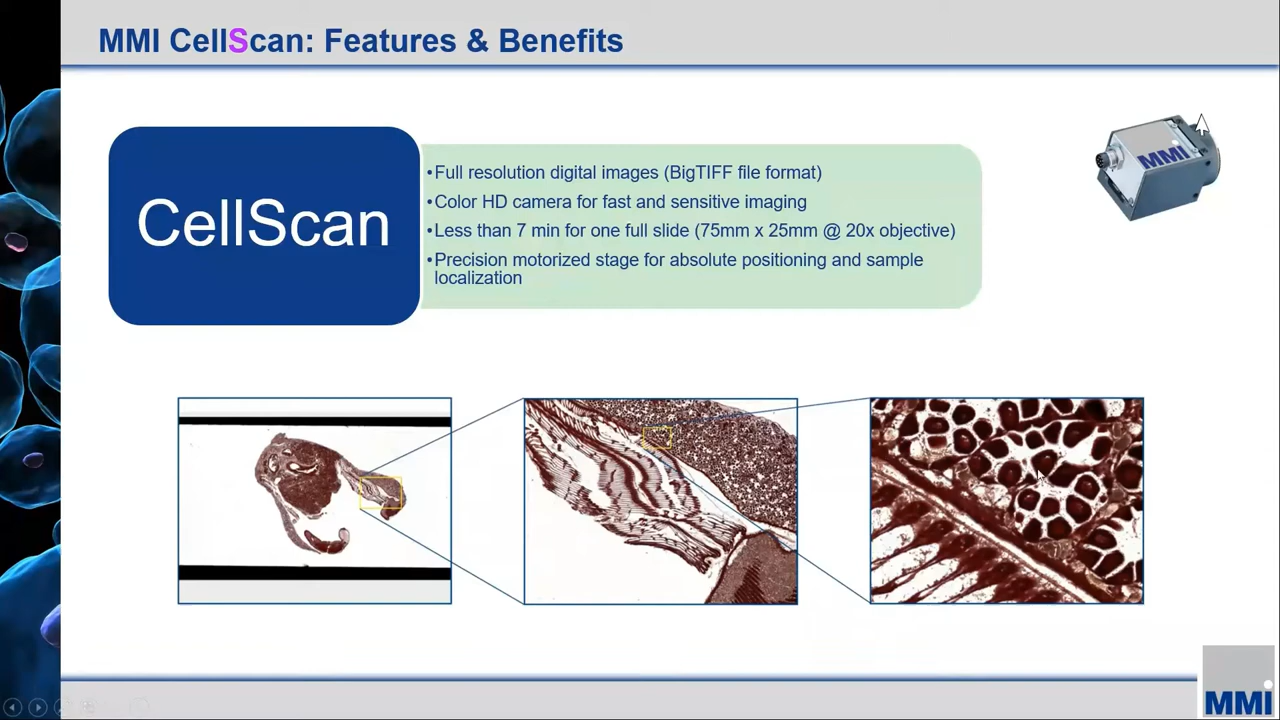 MMI CellScan: Features & Benefits
CellScan
•Full resolution digital images (BigTIFF file format)
•Color HD camera for fast and sensitive imaging
•Less than 7 min for one full slide (75mm x 25mm @ 20x objective)
•Precision motorized stage for absolute positioning and sample
localization
MMI
MMI